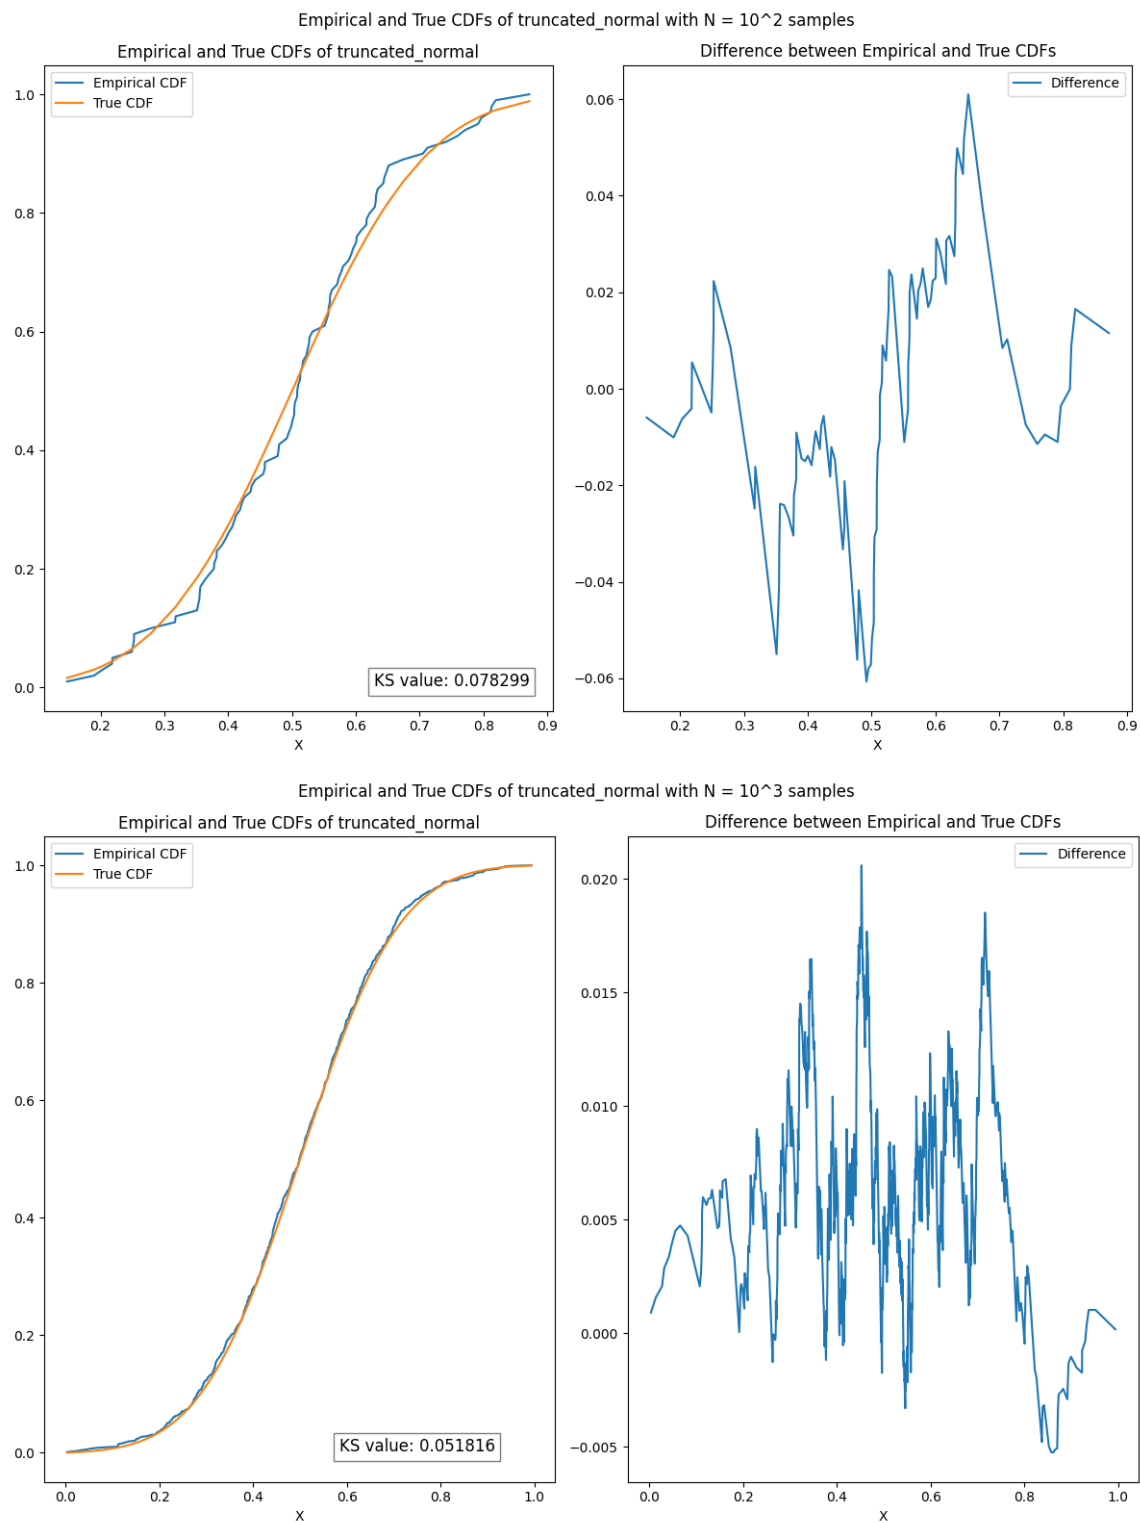 Empirical and True CDFs of truncated_normal with N = 10^2 samples
Empirical and True CDFs of truncated_normal
Empirical CDF
True CDF
1.0
0.8
0.6
0.4
0.2
0.0
KS value: 0.078299
0.2 0.3 0.4 0.5 0.6 0.7 0.8 0.9
X
Difference between Empirical and True CDFs
Difference
0.06
0.04
0.02
0.00
−0.02
−0.04
−0.06
0.2 0.3 0.4 0.5 0.6 0.7 0.8 0.9
X
Empirical and True CDFs of truncated_normal with N = 10^3 samples
Empirical and True CDFs of truncated_normal
Empirical CDF
True CDF
1.0
0.8
0.6
0.4
0.2
0.0
KS value: 0.051816
0.0 0.2 0.4 0.6 0.8 1.0
X
Difference between Empirical and True CDFs
Difference
0.020
0.015
0.010
0.005
0.000
−0.005
0.0 0.2 0.4 0.6 0.8 1.0
X